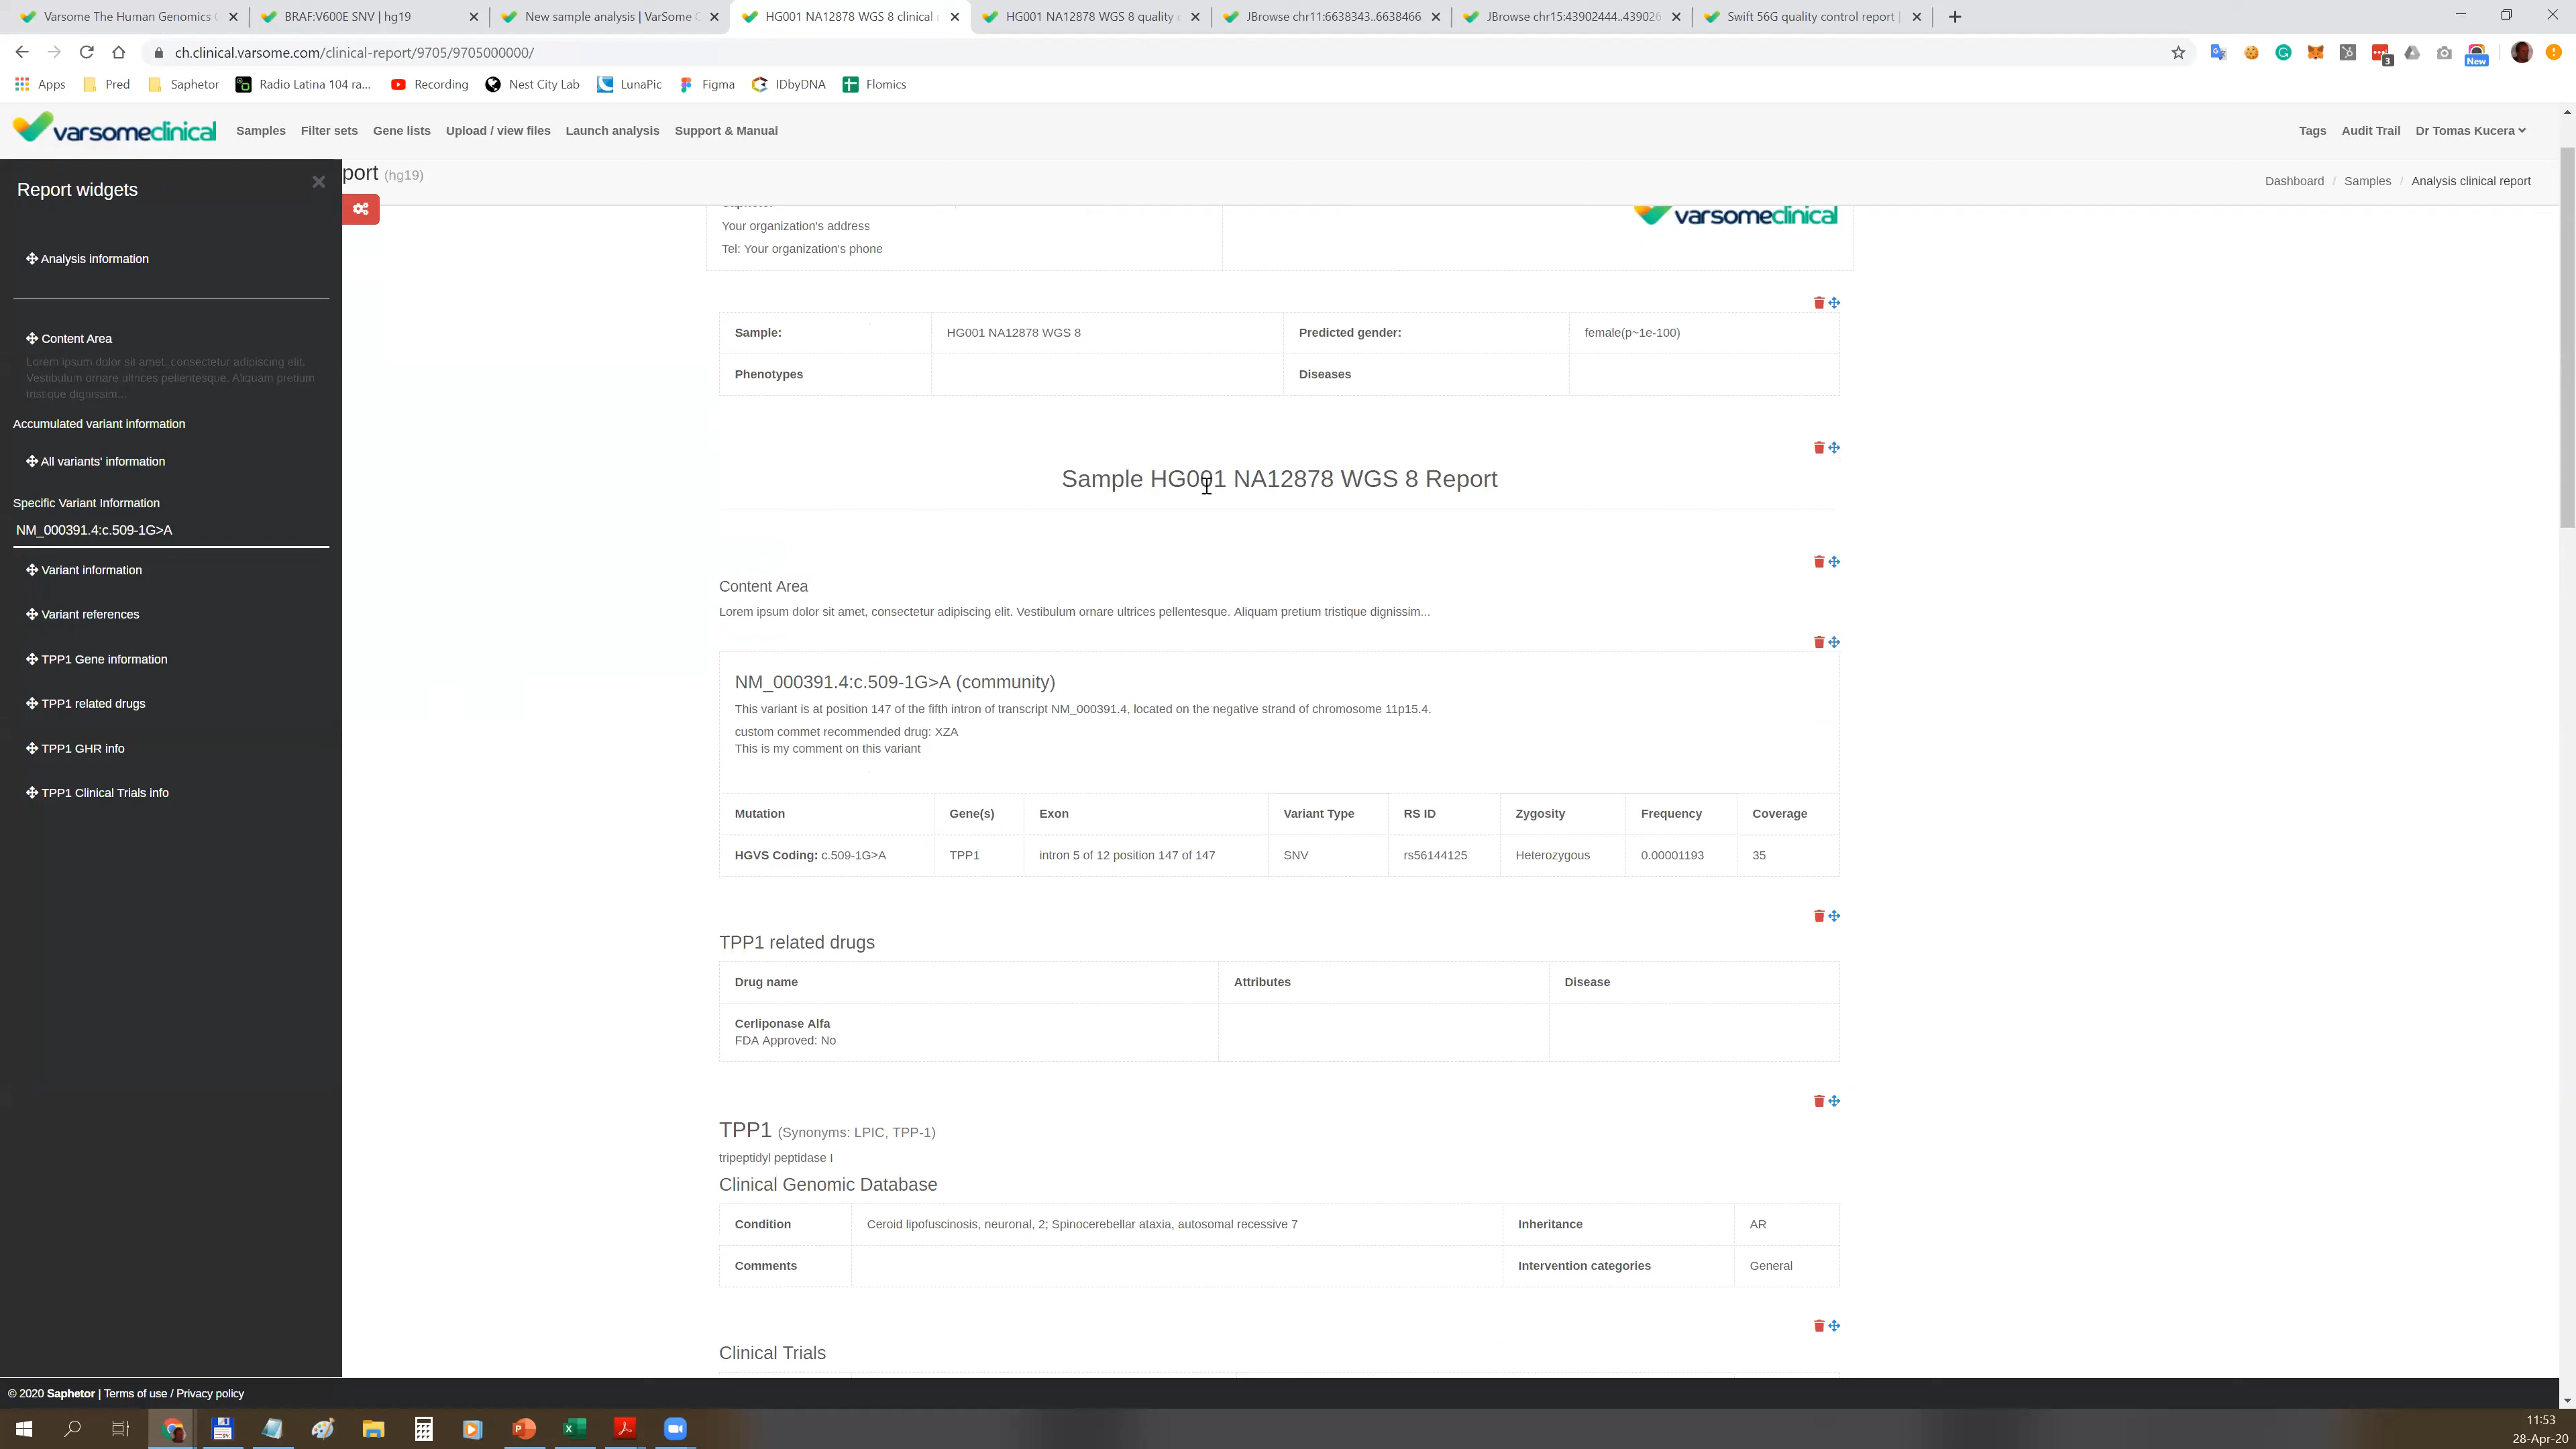 Varsome The Human Genomics
BRAF:V600E SNV | hg19
New sample analysis | VarSome
HG001 NA12878 WGS 8 clinical
HG001 NA12878 WGS 8 quality
JBrowse chr11:6638343..6638466
JBrowse chr15:43902444..439026
Swift 56G quality control report |
ch.clinical.varsome.com/clinical-report/9705/9705000000/
3
New
Apps
Pred
Saphetor
Radio Latina 104 ra...
Recording
Nest City Lab
LunaPic
Figma
IDbyDNA
Flomics
varsomeclinical
Samples
Filter sets
Gene lists
Upload / view files
Launch analysis
Support & Manual
Tags
Audit Trail
Dr Tomas Kucera
port (hg19)
Dashboard / Samples / Analysis clinical report
Report widgets
Analysis information
Content Area
Lorem ipsum dolor sit amet, consectetur adipiscing elit.
Vestibulum ornare ultrices pellentesque. Aliquam pretium
tristique dignissim...
Accumulated variant information
All variants' information
Specific Variant Information
NM_000391.4:c.509-1G>A
Variant information
Variant references
TPP1 Gene information
TPP1 related drugs
TPP1 GHR info
TPP1 Clinical Trials info
Your organization's address
Tel: Your organization's phone
varsomeclinical
Sample: HG001 NA12878 WGS 8 Predicted gender: female(p~1e-100)
Phenotypes Diseases
Sample HG001 NA12878 WGS 8 Report
Content Area
Lorem ipsum dolor sit amet, consectetur adipiscing elit. Vestibulum ornare ultrices pellentesque. Aliquam pretium tristique dignissim...
NM_000391.4:c.509-1G>A (community)
This variant is at position 147 of the fifth intron of transcript NM_000391.4, located on the negative strand of chromosome 11p15.4.
custom commet recommended drug: XZA
This is my comment on this variant
Mutation Gene(s) Exon Variant Type RS ID Zygosity Frequency Coverage
HGVS Coding: c.509-1G>A TPP1 intron 5 of 12 position 147 of 147 SNV rs56144125 Heterozygous 0.00001193 35
TPP1 related drugs
Drug name Attributes Disease
Cerliponase Alfa
FDA Approved: No
TPP1 (Synonyms: LPIC, TPP-1)
tripeptidyl peptidase I
Clinical Genomic Database
Condition Ceroid lipofuscinosis, neuronal, 2; Spinocerebellar ataxia, autosomal recessive 7 Inheritance AR
Comments Intervention categories General
Clinical Trials
© 2020 Saphetor | Terms of use / Privacy policy
11:53
28-Apr-20